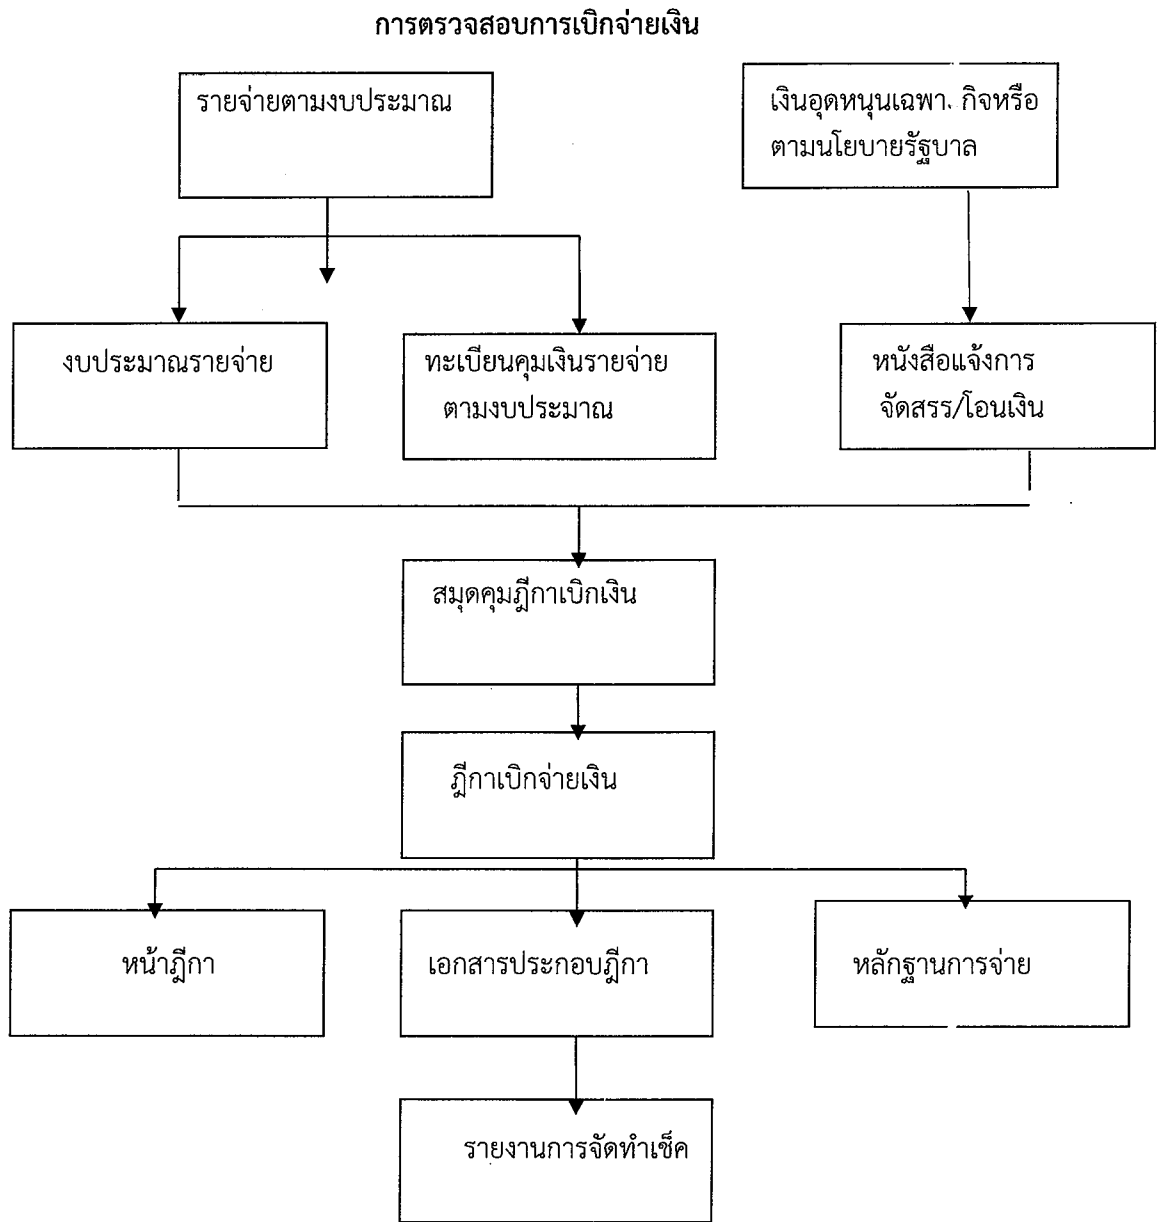 การตรวจสอบการเบิกจ่ายเงิน
รายจ่ายตามงบประมาณ
เงินอุดหนุนเฉพา. กิจหรือ
ตามนโยบายรัฐบาล
งบประมาณรายจ่าย
ทะเบียนคุมเงินรายจ่าย
ตามงบประมาณ
หนังสือแจ้งการ
จัดสรร/โอนเงิน
สมุดคุมฎีกาเบิกเงิน
ฎีกาเบิกจ่ายเงิน
หน้าฎีกา
เอกสารประกอบฎีกา
หลักฐานการจ่าย
รายงานการจัดทำเช็ค